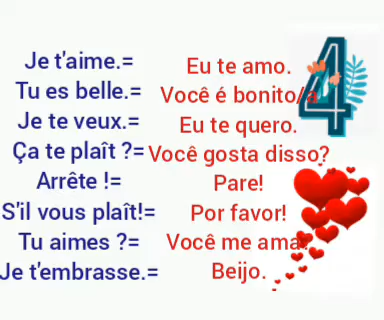 Je t'aime.= Eu te amo.
Tu es belle.= Você é bonito/a.
Je te veux.= Eu te quero.
Ça te plaît ?= Você gosta disso?
Arrête != Pare!
S'il vous plaît!= Por favor!
Tu aimes ?= Você me ama?
Je t'embrasse.= Beijo.
4